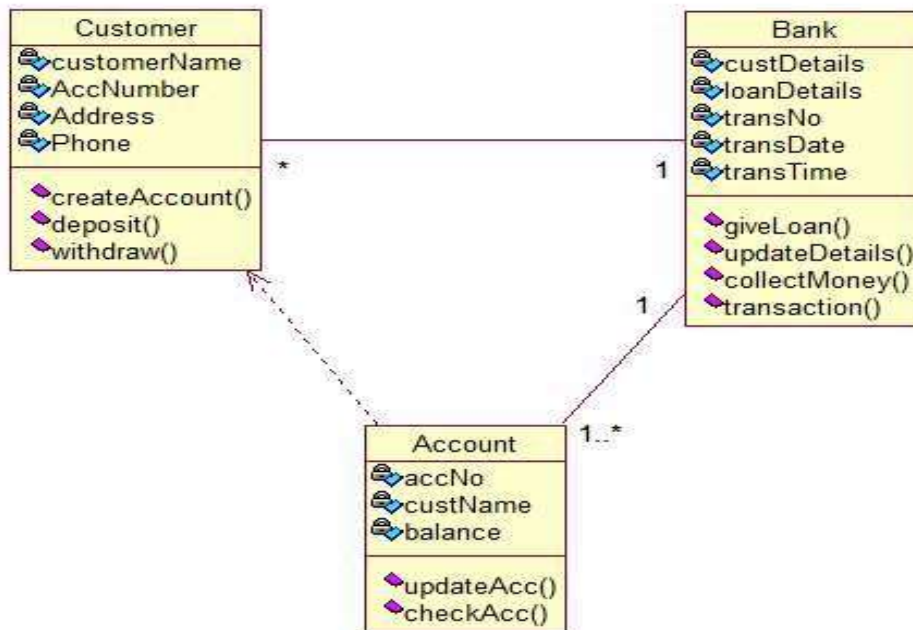 Customer
customerName
AccNumber
Address
Phone
createAccount()
deposit()
withdraw()
*
1
Bank
custDetails
loanDetails
transNo
transDate
transTime
giveLoan()
updateDetails()
collectMoney()
transaction()
1
1..*
Account
accNo
custName
balance
updateAcc()
checkAcc()